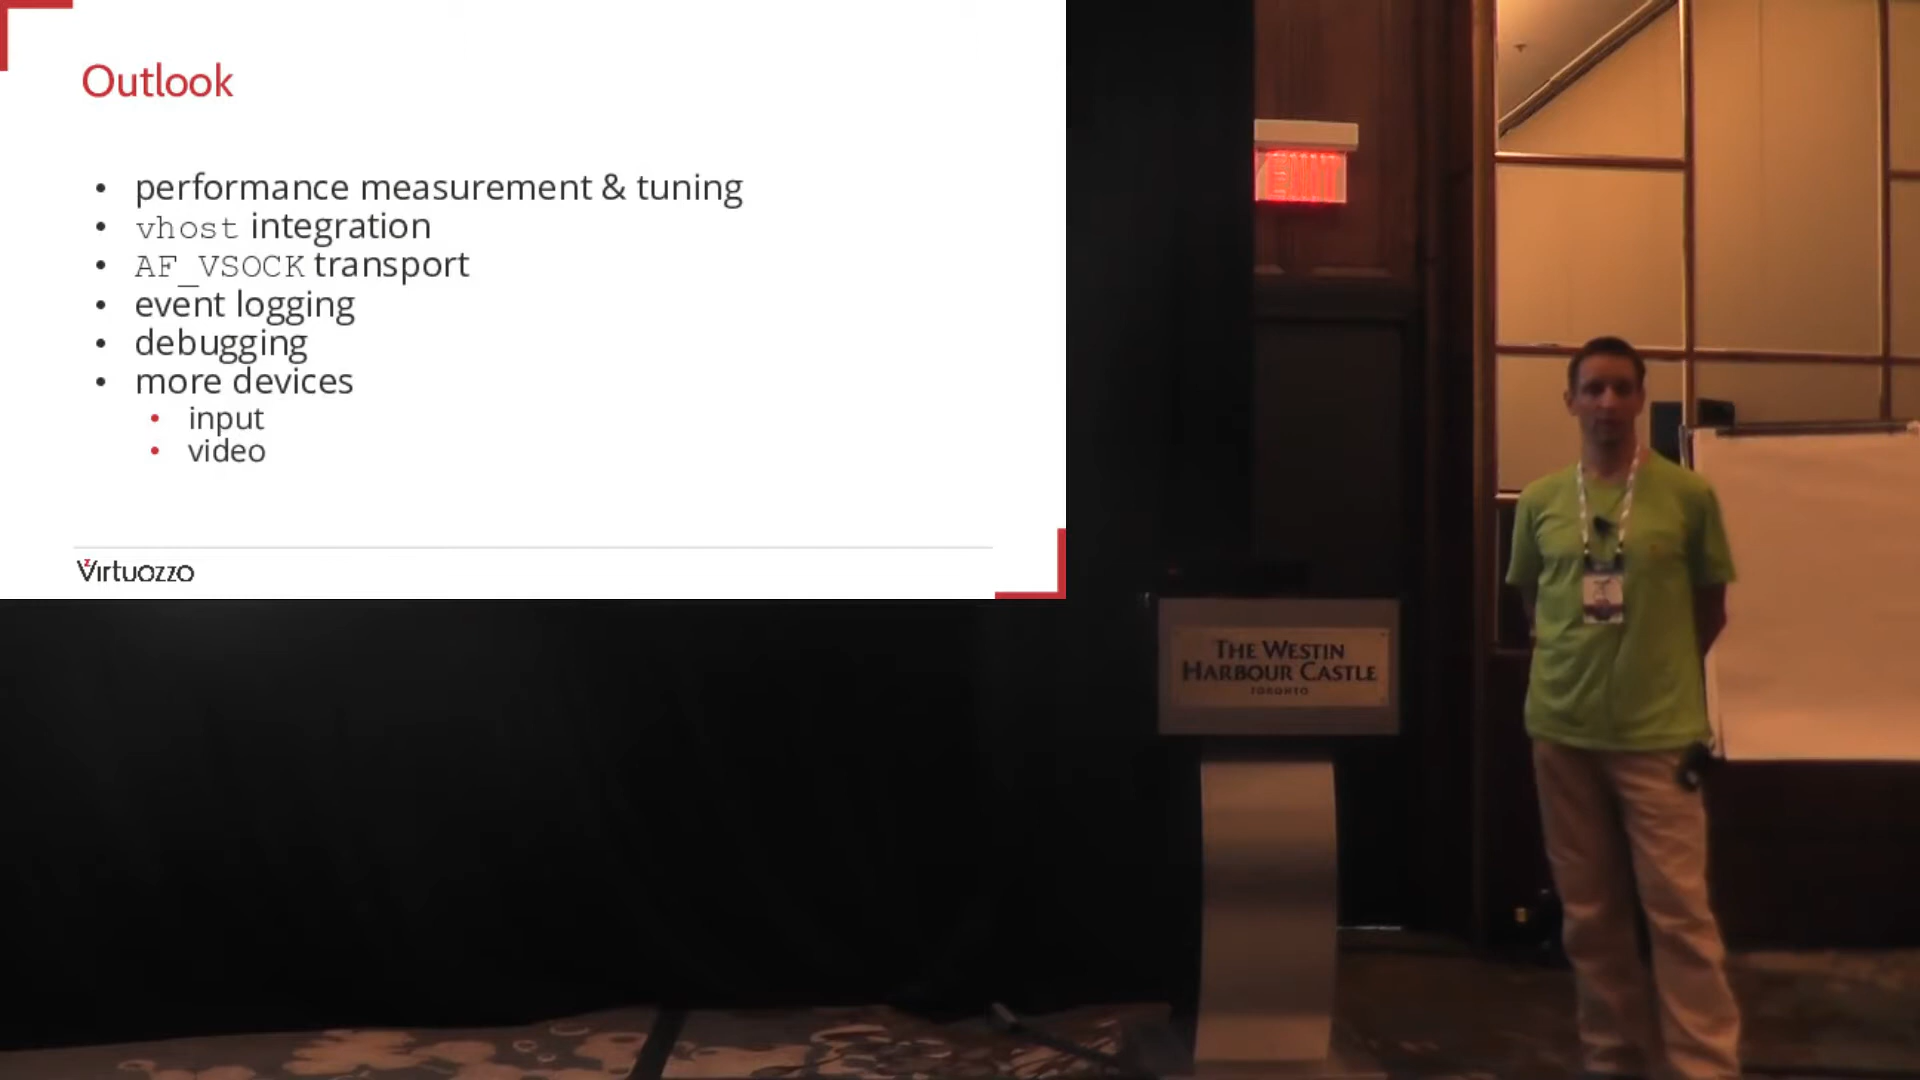 Outlook
• performance measurement & tuning
• vhost integration
• AF_VSOCK transport
• event logging
• debugging
• more devices
• input
• video
Virtuozzo
EXIT
THE WESTIN
HARBOUR CASTLE
TORONTO